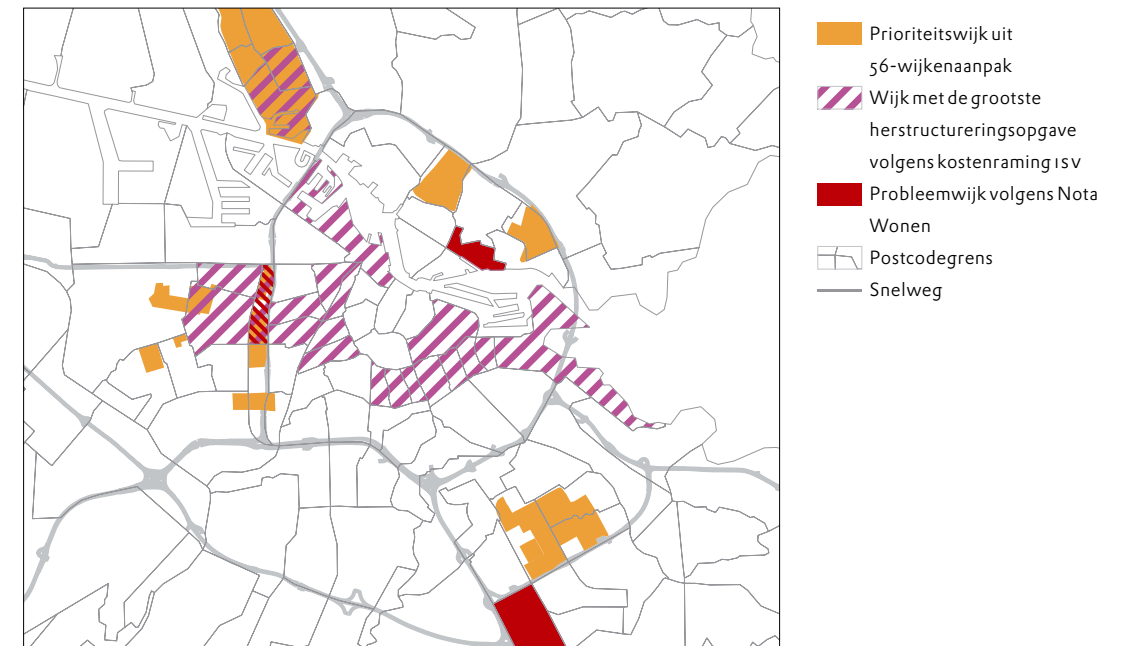 Prioriteitswijk uit
56-wijkenaanpak
Wijk met de grootste
herstructureringsopgave
volgens kostenraming ISV
Probleemwijk volgens Nota
Wonen
Postcodegrens
Snelweg